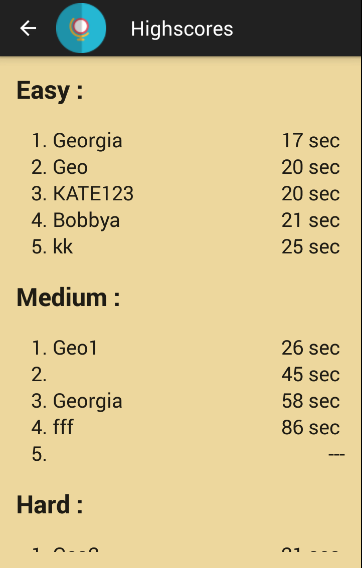 Highscores
Easy :
1. Georgia 17 sec
2. Geo 20 sec
3. KATE123 20 sec
4. Bobbya 21 sec
5. kk 25 sec
Medium :
1. Geo1 26 sec
2. 45 sec
3. Georgia 58 sec
4. fff 86 sec
5. ---
Hard :